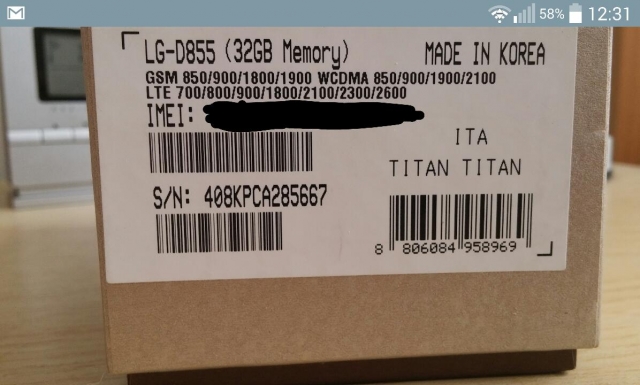 58% 12:31
LG-D855 (32GB Memory) MADE IN KOREA
GSM 850/900/1800/1900 WCDMA 850/900/1900/2100
LTE 700/800/900/1800/2100/2300/2600
IMEI:
ITA
TITAN TITAN
S/N: 408KPCA285667
8 806084 958969